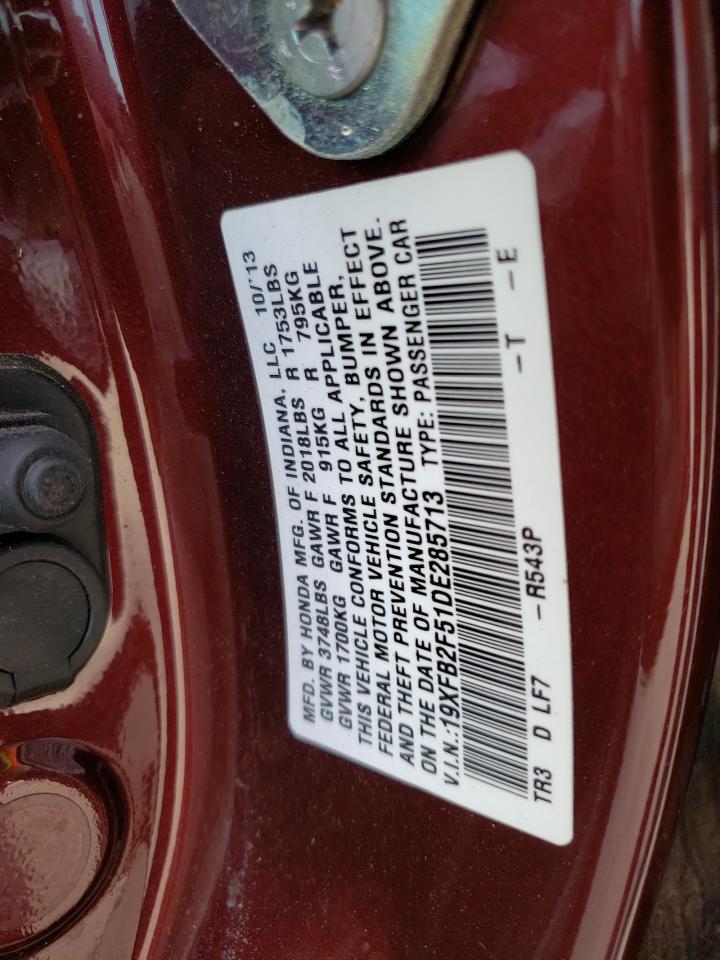 MFD. BY HONDA MFG. OF INDIANA, LLC 10/'13
GVWR 3748LBS GAWR F 2018LBS R 1753LBS
GVWR 1700KG GAWR F 915KG R 795KG
THIS VEHICLE CONFORMS TO ALL APPLICABLE
FEDERAL MOTOR VEHICLE SAFETY, BUMPER,
AND THEFT PREVENTION STANDARDS IN EFFECT
ON THE DATE OF MANUFACTURE SHOWN ABOVE.
V.I.N.:19XFB2F51DE285713 TYPE: PASSENGER CAR
TR3 D LF7 -R543P -T -E